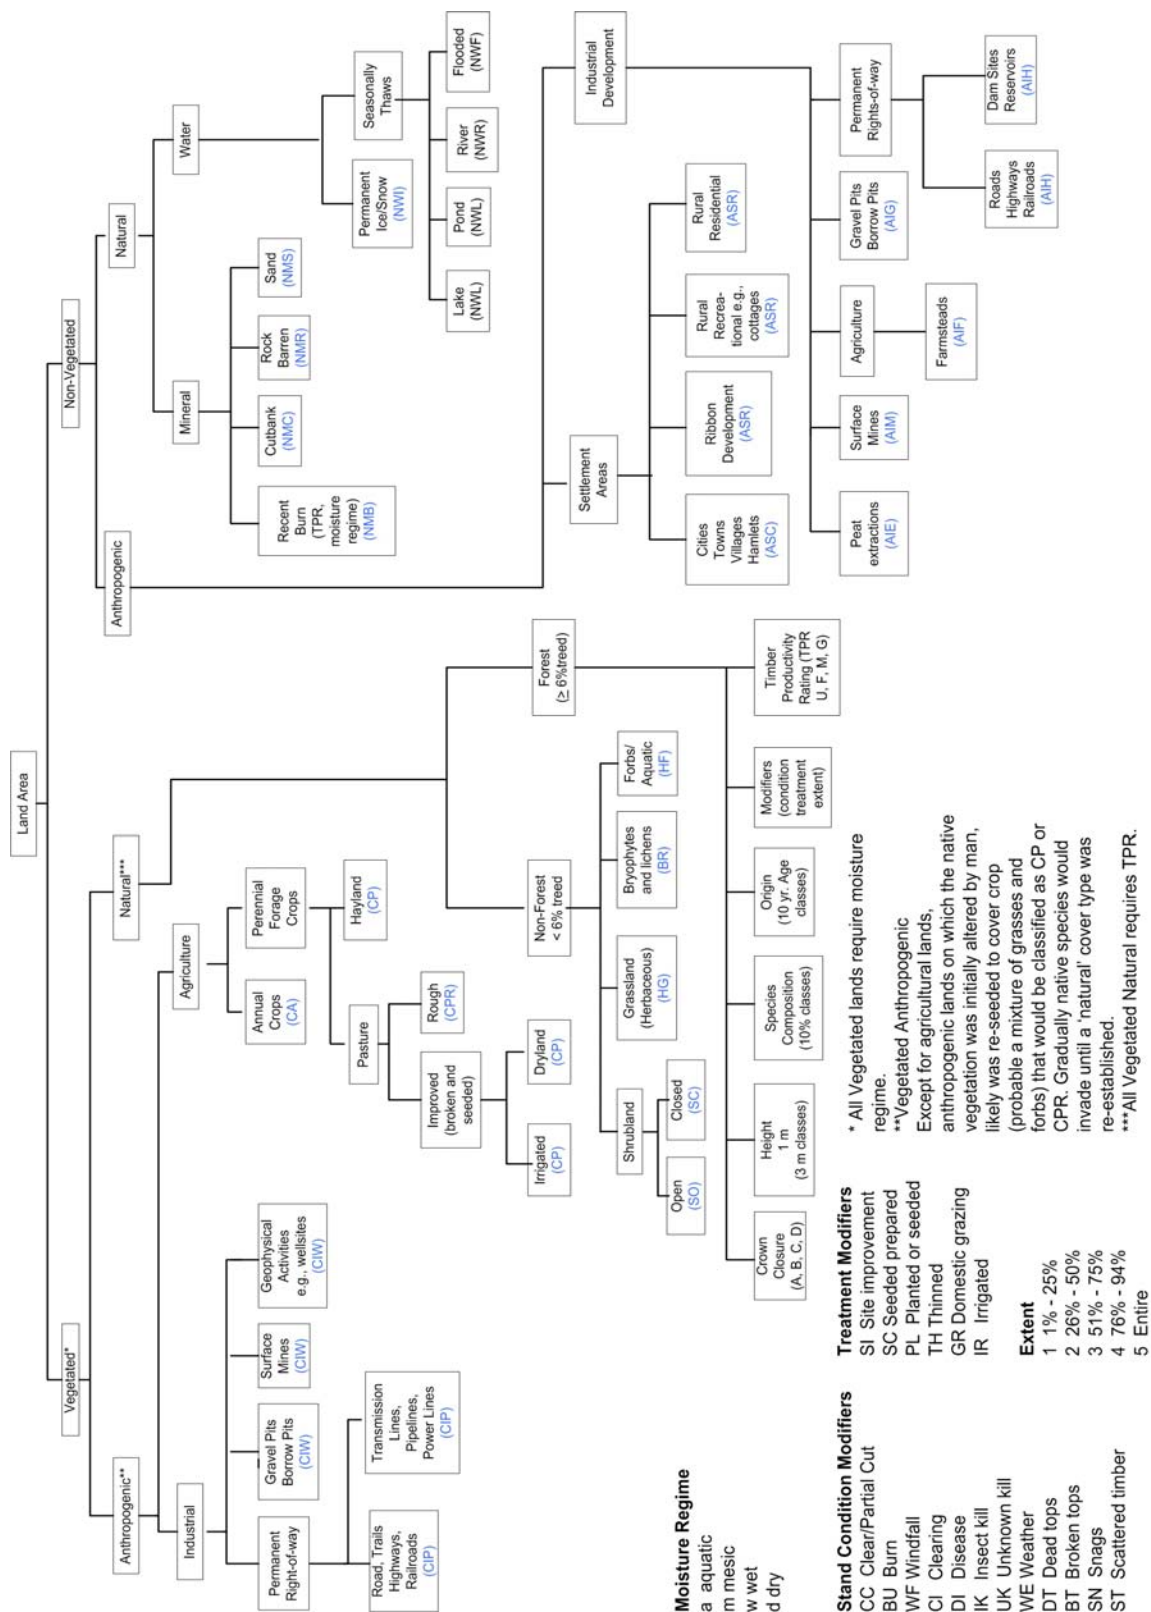 Land Area
Vegetated*
Non-Vegetated
Anthropogenic**
Natural***
Anthropogenic
Natural
Industrial
Agriculture
Mineral
Water
Permanent
Right-of-way
Gravel Pits
Borrow Pits
(CIW)
Surface
Mines
(CIW)
Geophysical
Activities
e.g., wellsites
(CIW)
Road, Trails
Highways,
Railroads
(CIP)
Transmission
Lines,
Pipelines,
Power Lines
(CIP)
Annual
Crops
(CA)
Perennial
Forage
Crops
Pasture
Hayland
(CP)
Improved
(broken and
seeded)
Rough
(CPR)
Irrigated
(CP)
Dryland
(CP)
Recent
Burn
(TPR,
moisture
regime)
(NMB)
Cutbank
(NMC)
Rock
Barren
(NMR)
Sand
(NMS)
Permanent
Ice/Snow
(NWI)
Seasonally
Thaws
Lake
(NWL)
Pond
(NWL)
River
(NWR)
Flooded
(NWF)
Non-Forest
< 6% treed
Forest
(≥ 6%treed)
Shrubland
Grassland
(Herbaceous)
(HG)
Bryophytes
and lichens
(BR)
Forbs/
Aquatic
(HF)
Open
(SO)
Closed
(SC)
Crown
Closure
(A, B, C, D)
Height
1 m
(3 m classes)
Species
Composition
(10% classes)
Origin
(10 yr. Age
classes)
Modifiers
(condition
treatment
extent)
Timber
Productivity
Rating (TPR
U, F, M, G)
Settlement
Areas
Industrial
Development
Cities
Towns
Villages
Hamlets
(ASC)
Ribbon
Development
(ASR)
Rural
Recrea-
tional e.g.,
cottages
(ASR)
Rural
Residential
(ASR)
Peat
extractions
(AIE)
Surface
Mines
(AIM)
Agriculture
Gravel Pits
Borrow Pits
(AIG)
Permanent
Rights-of-way
Farmsteads
(AIF)
Roads
Highways
Railroads
(AIH)
Dam Sites
Reservoirs
(AIH)
Moisture Regime
a aquatic
m mesic
w wet
d dry
Stand Condition Modifiers
CC Clear/Partial Cut
BU Burn
WF Windfall
CI Clearing
DI Disease
IK Insect kill
UK Unknown kill
WE Weather
DT Dead tops
BT Broken tops
SN Snags
ST Scattered timber
Treatment Modifiers
SI Site improvement
SC Seeded prepared
PL Planted or seeded
TH Thinned
GR Domestic grazing
IR Irrigated
Extent
1 1% - 25%
2 26% - 50%
3 51% - 75%
4 76% - 94%
5 Entire
* All Vegetated lands require moisture
regime.
**Vegetated Anthropogenic
Except for agricultural lands,
anthropogenic lands on which the native
vegetation was initially altered by man,
likely was re-seeded to cover crop
(probable a mixture of grasses and
forbs) that would be classified as CP or
CPR. Gradually native species would
invade until a 'natural' cover type was
re-established.
***All Vegetated Natural requires TPR.